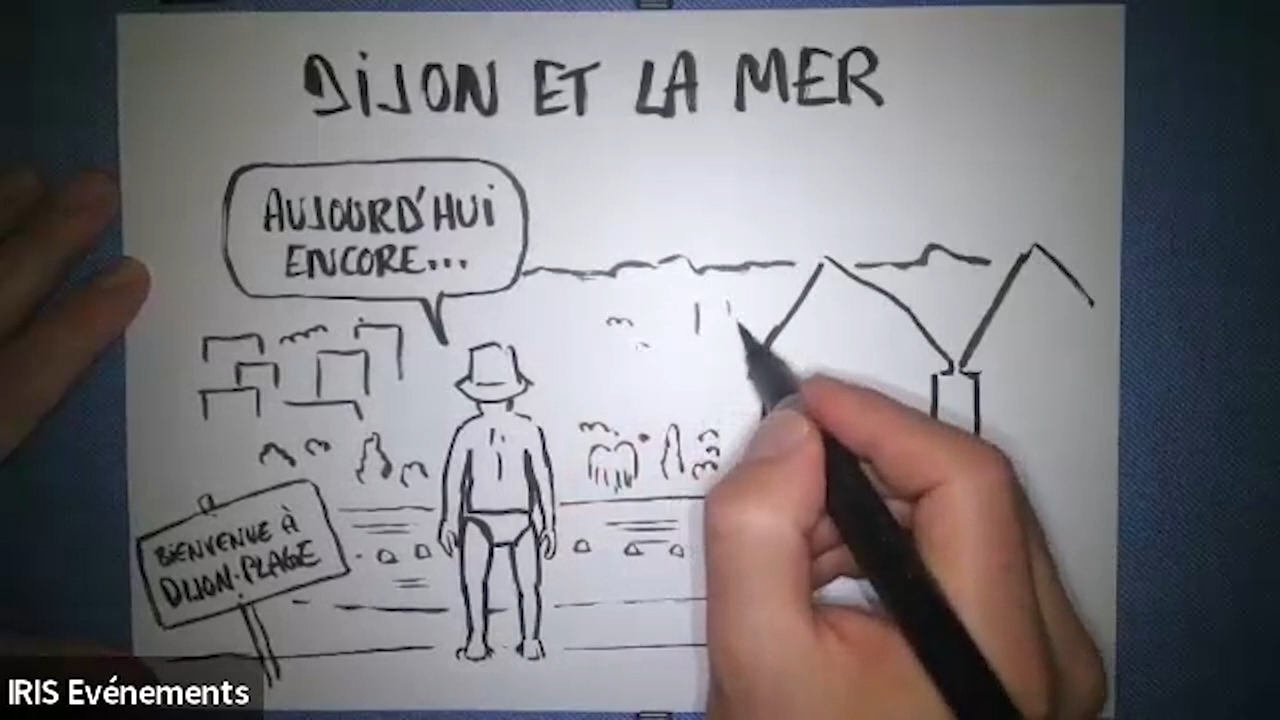 DIJON ET LA MER
AUJOURD'HUI
ENCORE...
BIENVENUE À
DIJON-PLAGE
IRIS Evénements